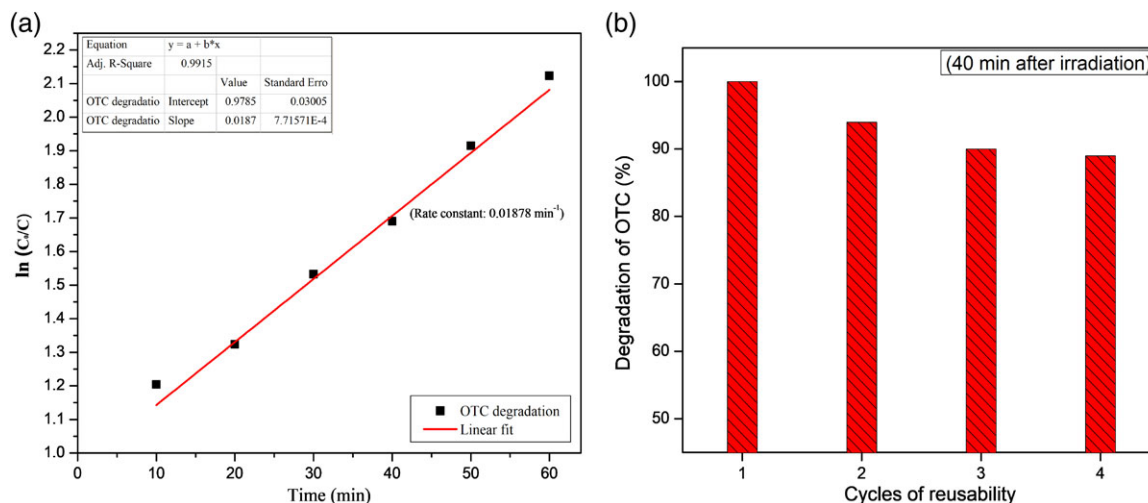 (a)
Equation y = a + b*x
Adj. R-Square 0.9915
Value Standard Erro
OTC degradatio Intercept 0.9785 0.03005
OTC degradatio Slope 0.0187 7.71571E-4
2.2
2.1
2.0
1.9
1.8
1.7
1.6
1.5
1.4
1.3
1.2
1.1
1.0
ln (C₀/C)
(Rate constant: 0.01878 min⁻¹)
OTC degradation
Linear fit
0 10 20 30 40 50 60
Time (min)
(b)
(40 min after irradiation)
100
90
80
70
60
50
Degradation of OTC (%)
1 2 3 4
Cycles of reusability